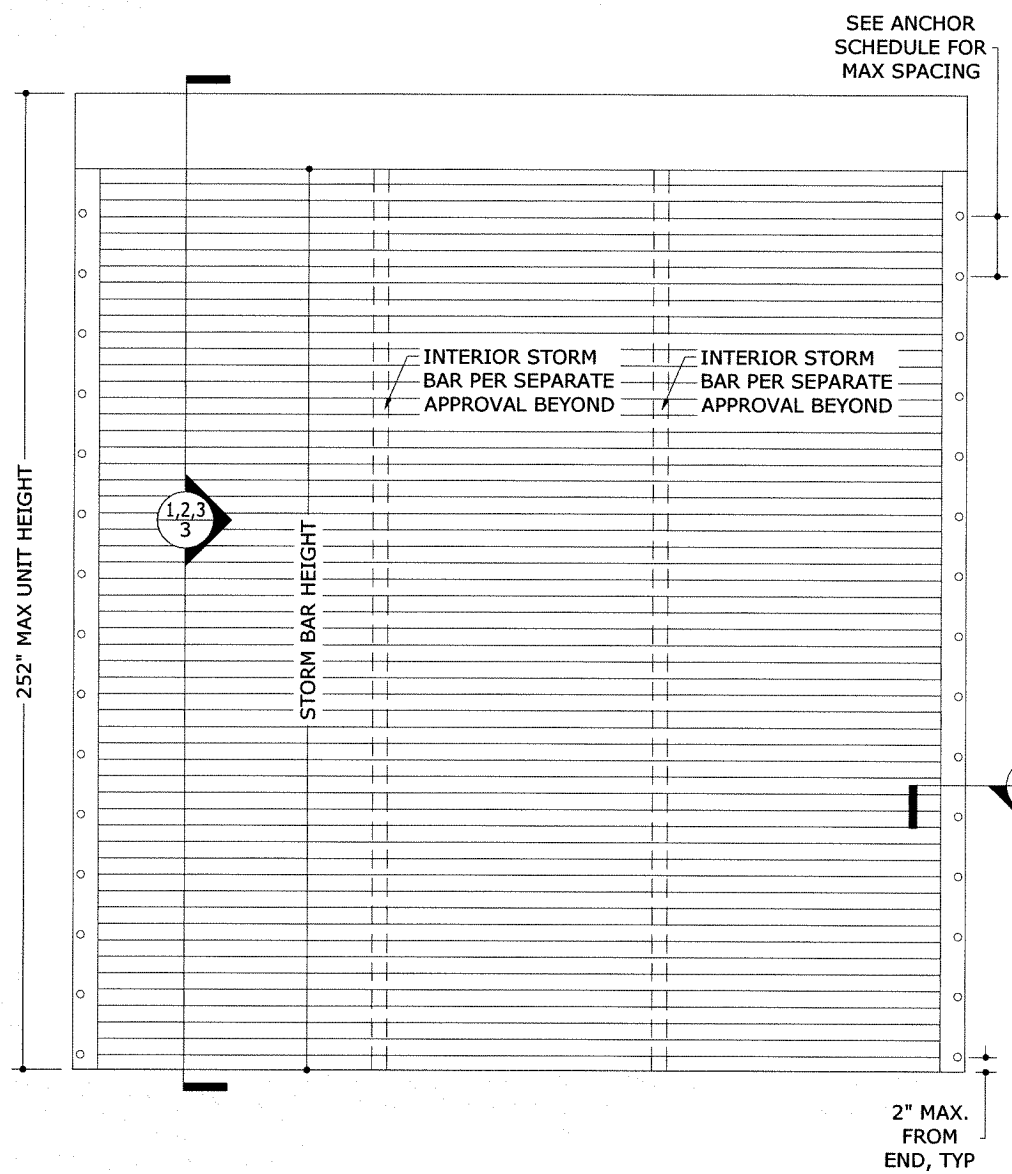 SEE ANCHOR
SCHEDULE FOR
MAX SPACING
INTERIOR STORM
BAR PER SEPARATE
APPROVAL BEYOND
INTERIOR STORM
BAR PER SEPARATE
APPROVAL BEYOND
252" MAX UNIT HEIGHT
1,2,3
3
STORM BAR HEIGHT
2" MAX.
FROM
END, TYP